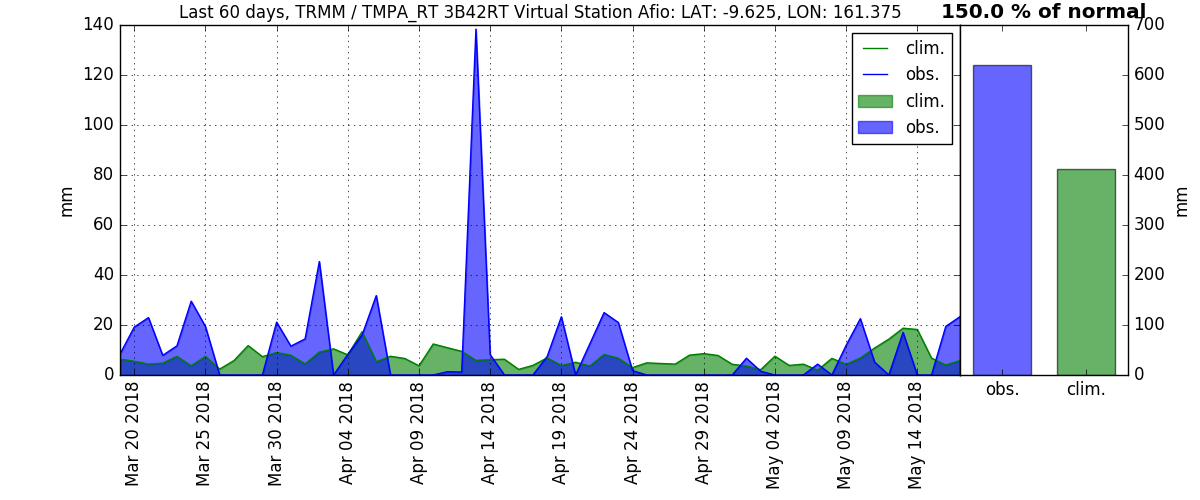 Last 60 days, TRMM / TMPA_RT 3B42RT Virtual Station Afio: LAT: -9.625, LON: 161.375
150.0 % of normal
140
120
100
80
60
40
20
0
mm
clim.
obs.
clim.
obs.
700
600
500
400
300
200
100
0
mm
Mar 20 2018
Mar 25 2018
Mar 30 2018
Apr 04 2018
Apr 09 2018
Apr 14 2018
Apr 19 2018
Apr 24 2018
Apr 29 2018
May 04 2018
May 09 2018
May 14 2018
obs.
clim.